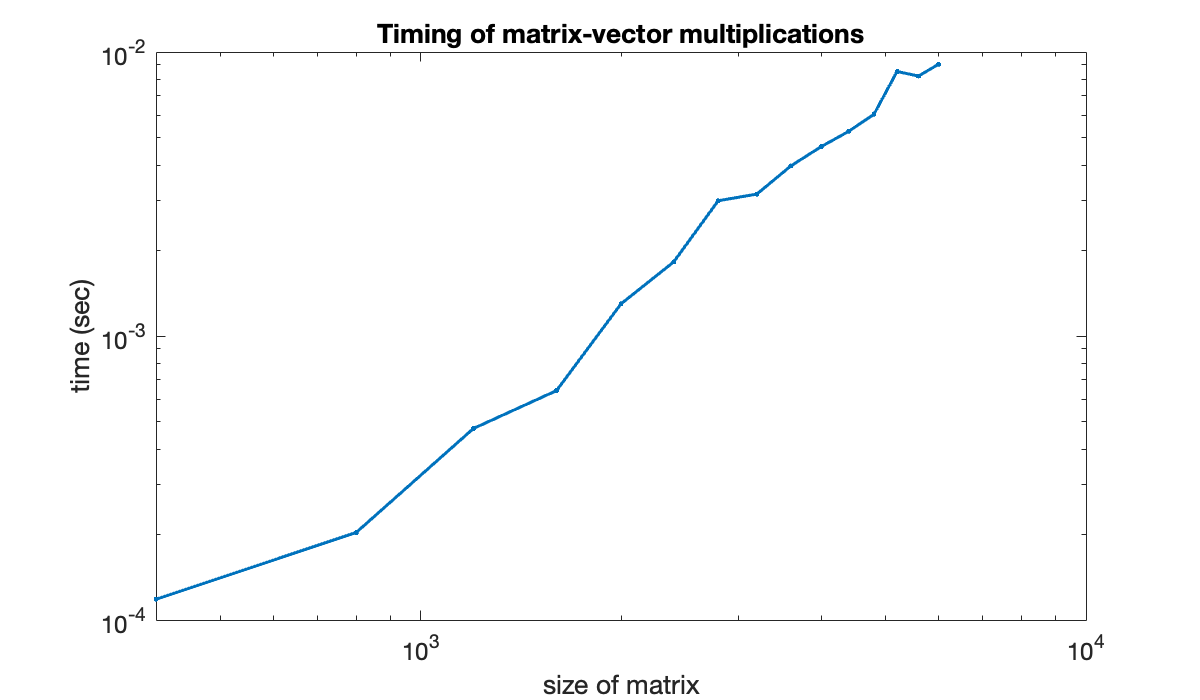 Timing of matrix-vector multiplications
10^-2
10^-3
10^-4
time (sec)
10^3
10^4
size of matrix